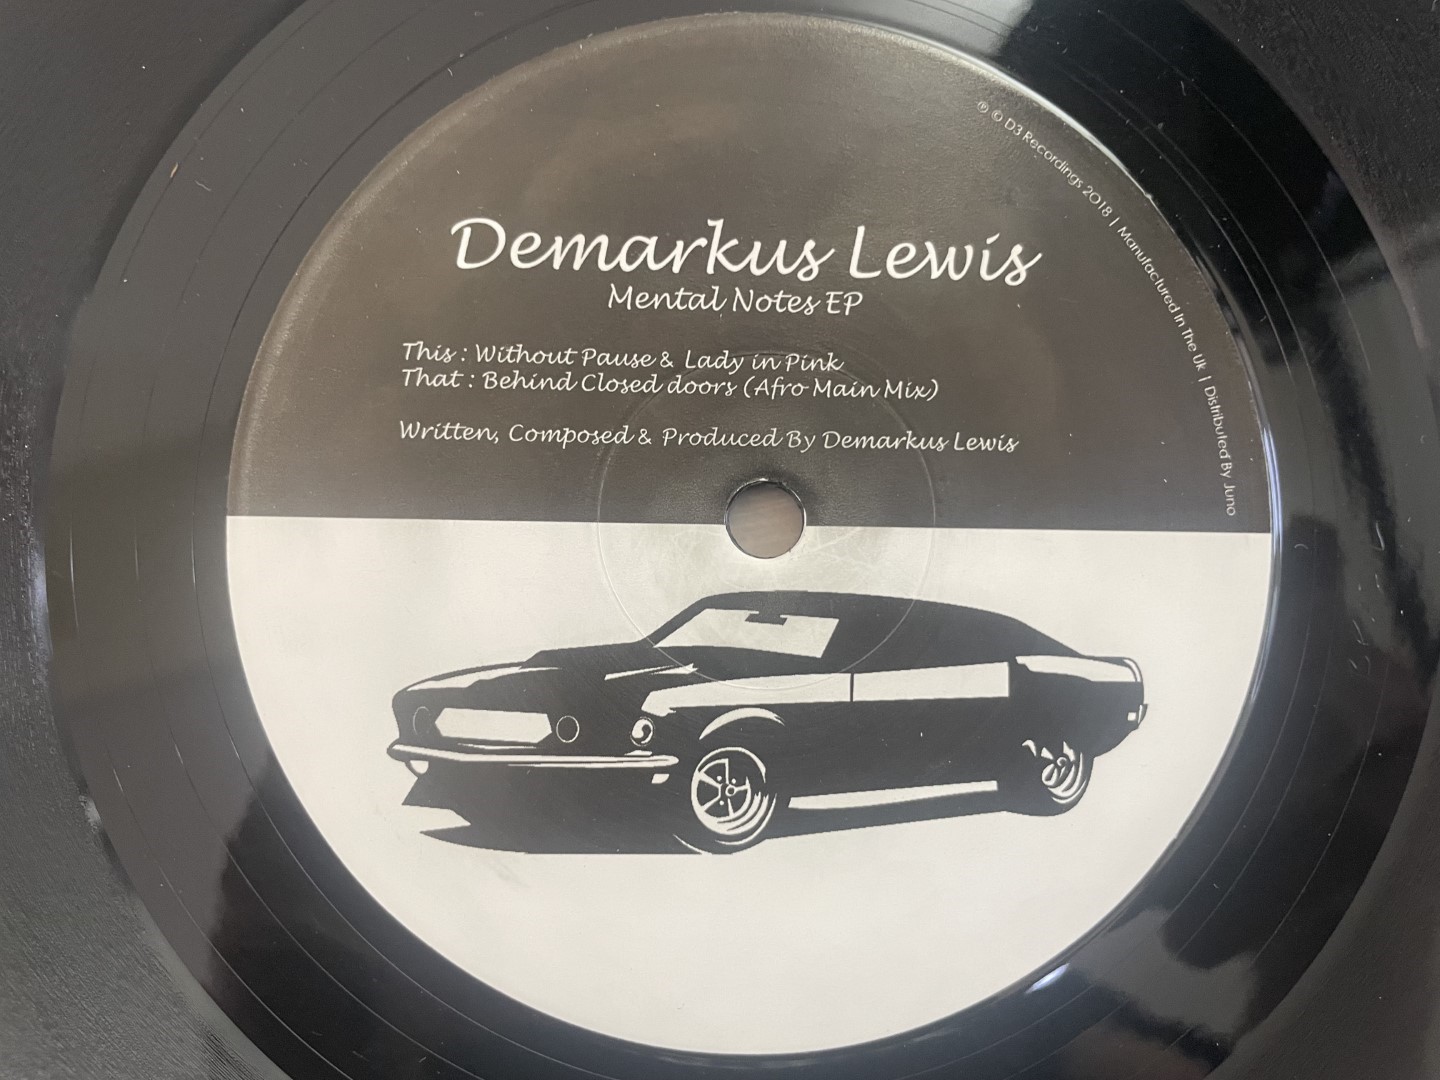 Demarkus Lewis
Mental Notes EP
This : Without Pause & Lady in Pink
That : Behind Closed doors (Afro Main Mix)
Written, Composed & Produced By Demarkus Lewis
℗ © D3 Recordings 2018 | Manufactured In The Uk | Distributed By Juno